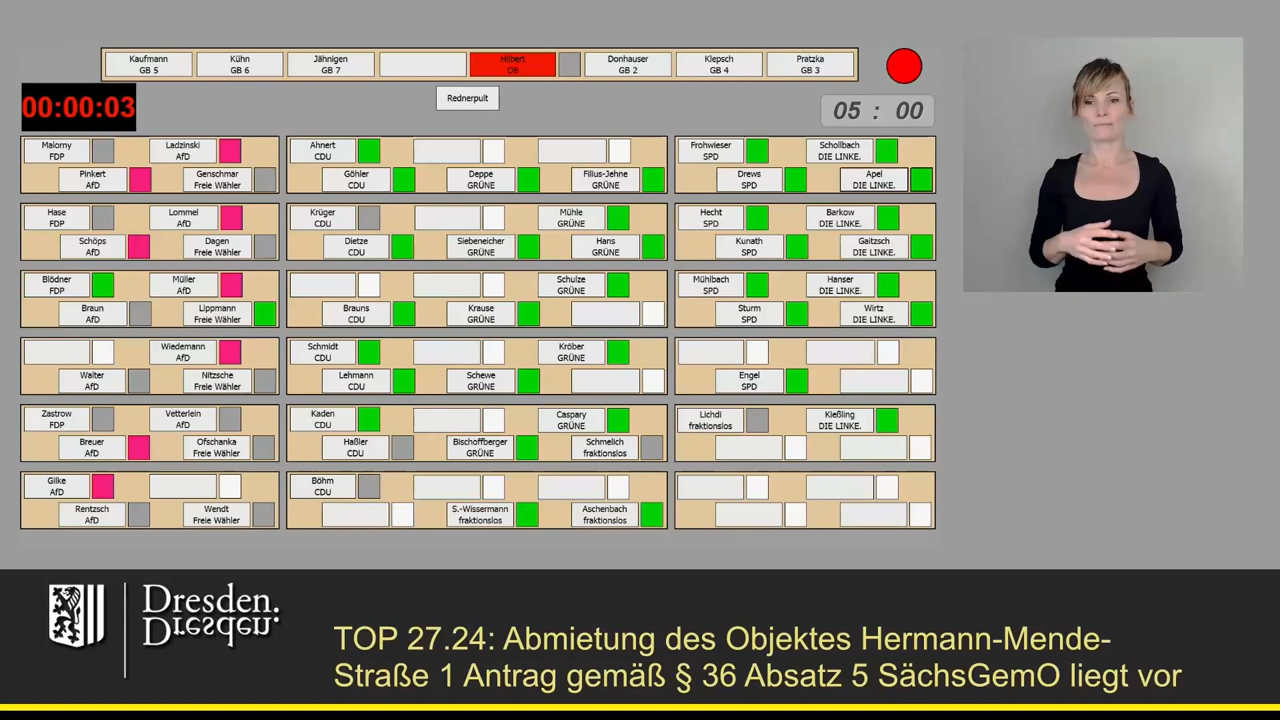 Kaufmann
GB 5
Kühn
GB 6
Jähnigen
GB 7
Hilbert
OB
Donhauser
GB 2
Klepsch
GB 4
Pratzka
GB 3
00:00:03
Rednerpult
05 : 00
Malorny
FDP
Ladzinski
AfD
Pinkert
AfD
Genschmar
Freie Wähler
Ahnert
CDU
Göhler
CDU
Deppe
GRÜNE
Filius-Jehne
GRÜNE
Frohwieser
SPD
Schollbach
DIE LINKE.
Drews
SPD
Apel
DIE LINKE.
Hase
FDP
Lommel
AfD
Schöps
AfD
Dagen
Freie Wähler
Krüger
CDU
Mühle
GRÜNE
Dietze
CDU
Siebeneicher
GRÜNE
Hans
GRÜNE
Hecht
SPD
Barkow
DIE LINKE.
Kunath
SPD
Gaitzsch
DIE LINKE.
Blödner
FDP
Müller
AfD
Braun
AfD
Lippmann
Freie Wähler
Schulze
GRÜNE
Brauns
CDU
Krause
GRÜNE
Mühlbach
SPD
Hanser
DIE LINKE.
Sturm
SPD
Wirtz
DIE LINKE.
Wiedemann
AfD
Walter
AfD
Nitzsche
Freie Wähler
Schmidt
CDU
Kröber
GRÜNE
Lehmann
CDU
Schewe
GRÜNE
Engel
SPD
Zastrow
FDP
Vetterlein
AfD
Breuer
AfD
Ofschanka
Freie Wähler
Kaden
CDU
Caspary
GRÜNE
Haßler
CDU
Bischoffberger
GRÜNE
Schmelich
fraktionslos
Lichdi
fraktionslos
Kießling
DIE LINKE.
Gilke
AfD
Rentzsch
AfD
Wendt
Freie Wähler
Böhm
CDU
S.-Wissermann
fraktionslos
Aschenbach
fraktionslos
Dresden.
Dresden.
TOP 27.24: Abmietung des Objektes Hermann-Mende-
Straße 1 Antrag gemäß § 36 Absatz 5 SächsGemO liegt vor